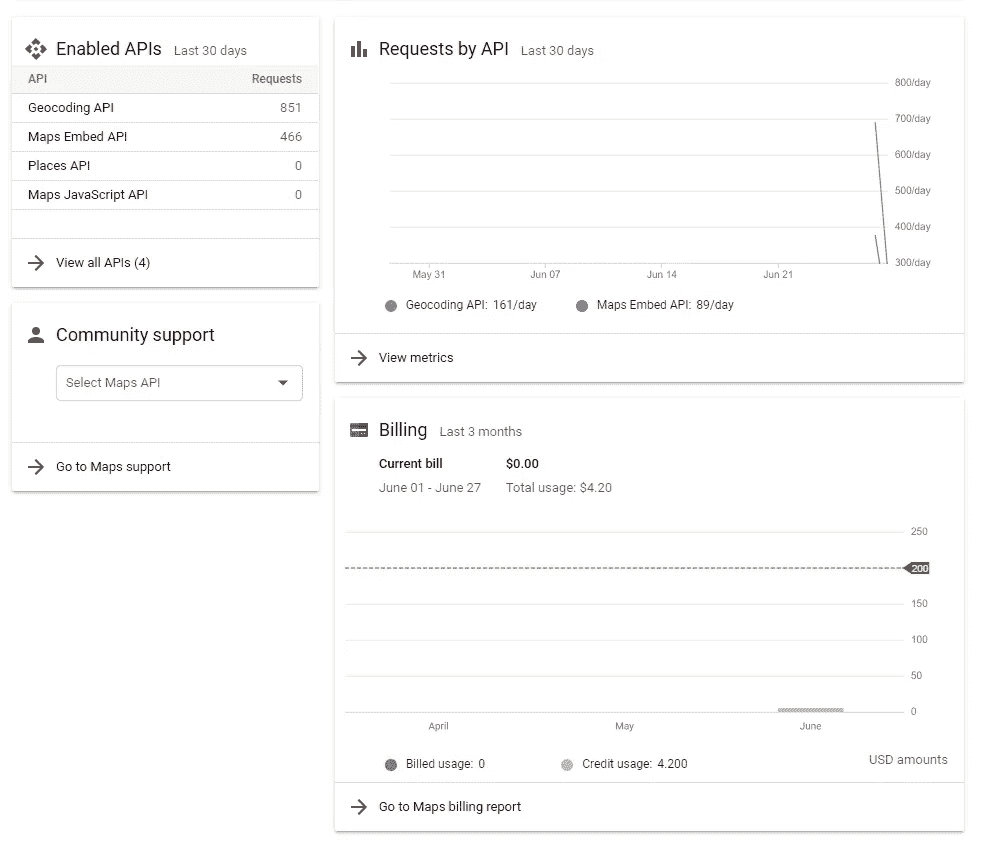 Enabled APIs Last 30 days
API Requests
Geocoding API 851
Maps Embed API 466
Places API 0
Maps JavaScript API 0
View all APIs (4)
Community support
Select Maps API
Go to Maps support
Requests by API Last 30 days
800/day
700/day
600/day
500/day
400/day
300/day
May 31 Jun 07 Jun 14 Jun 21
Geocoding API: 161/day Maps Embed API: 89/day
View metrics
Billing Last 3 months
Current bill $0.00
June 01 - June 27 Total usage: $4.20
250
200
150
100
50
0
April May June
Billed usage: 0 Credit usage: 4.200 USD amounts
Go to Maps billing report